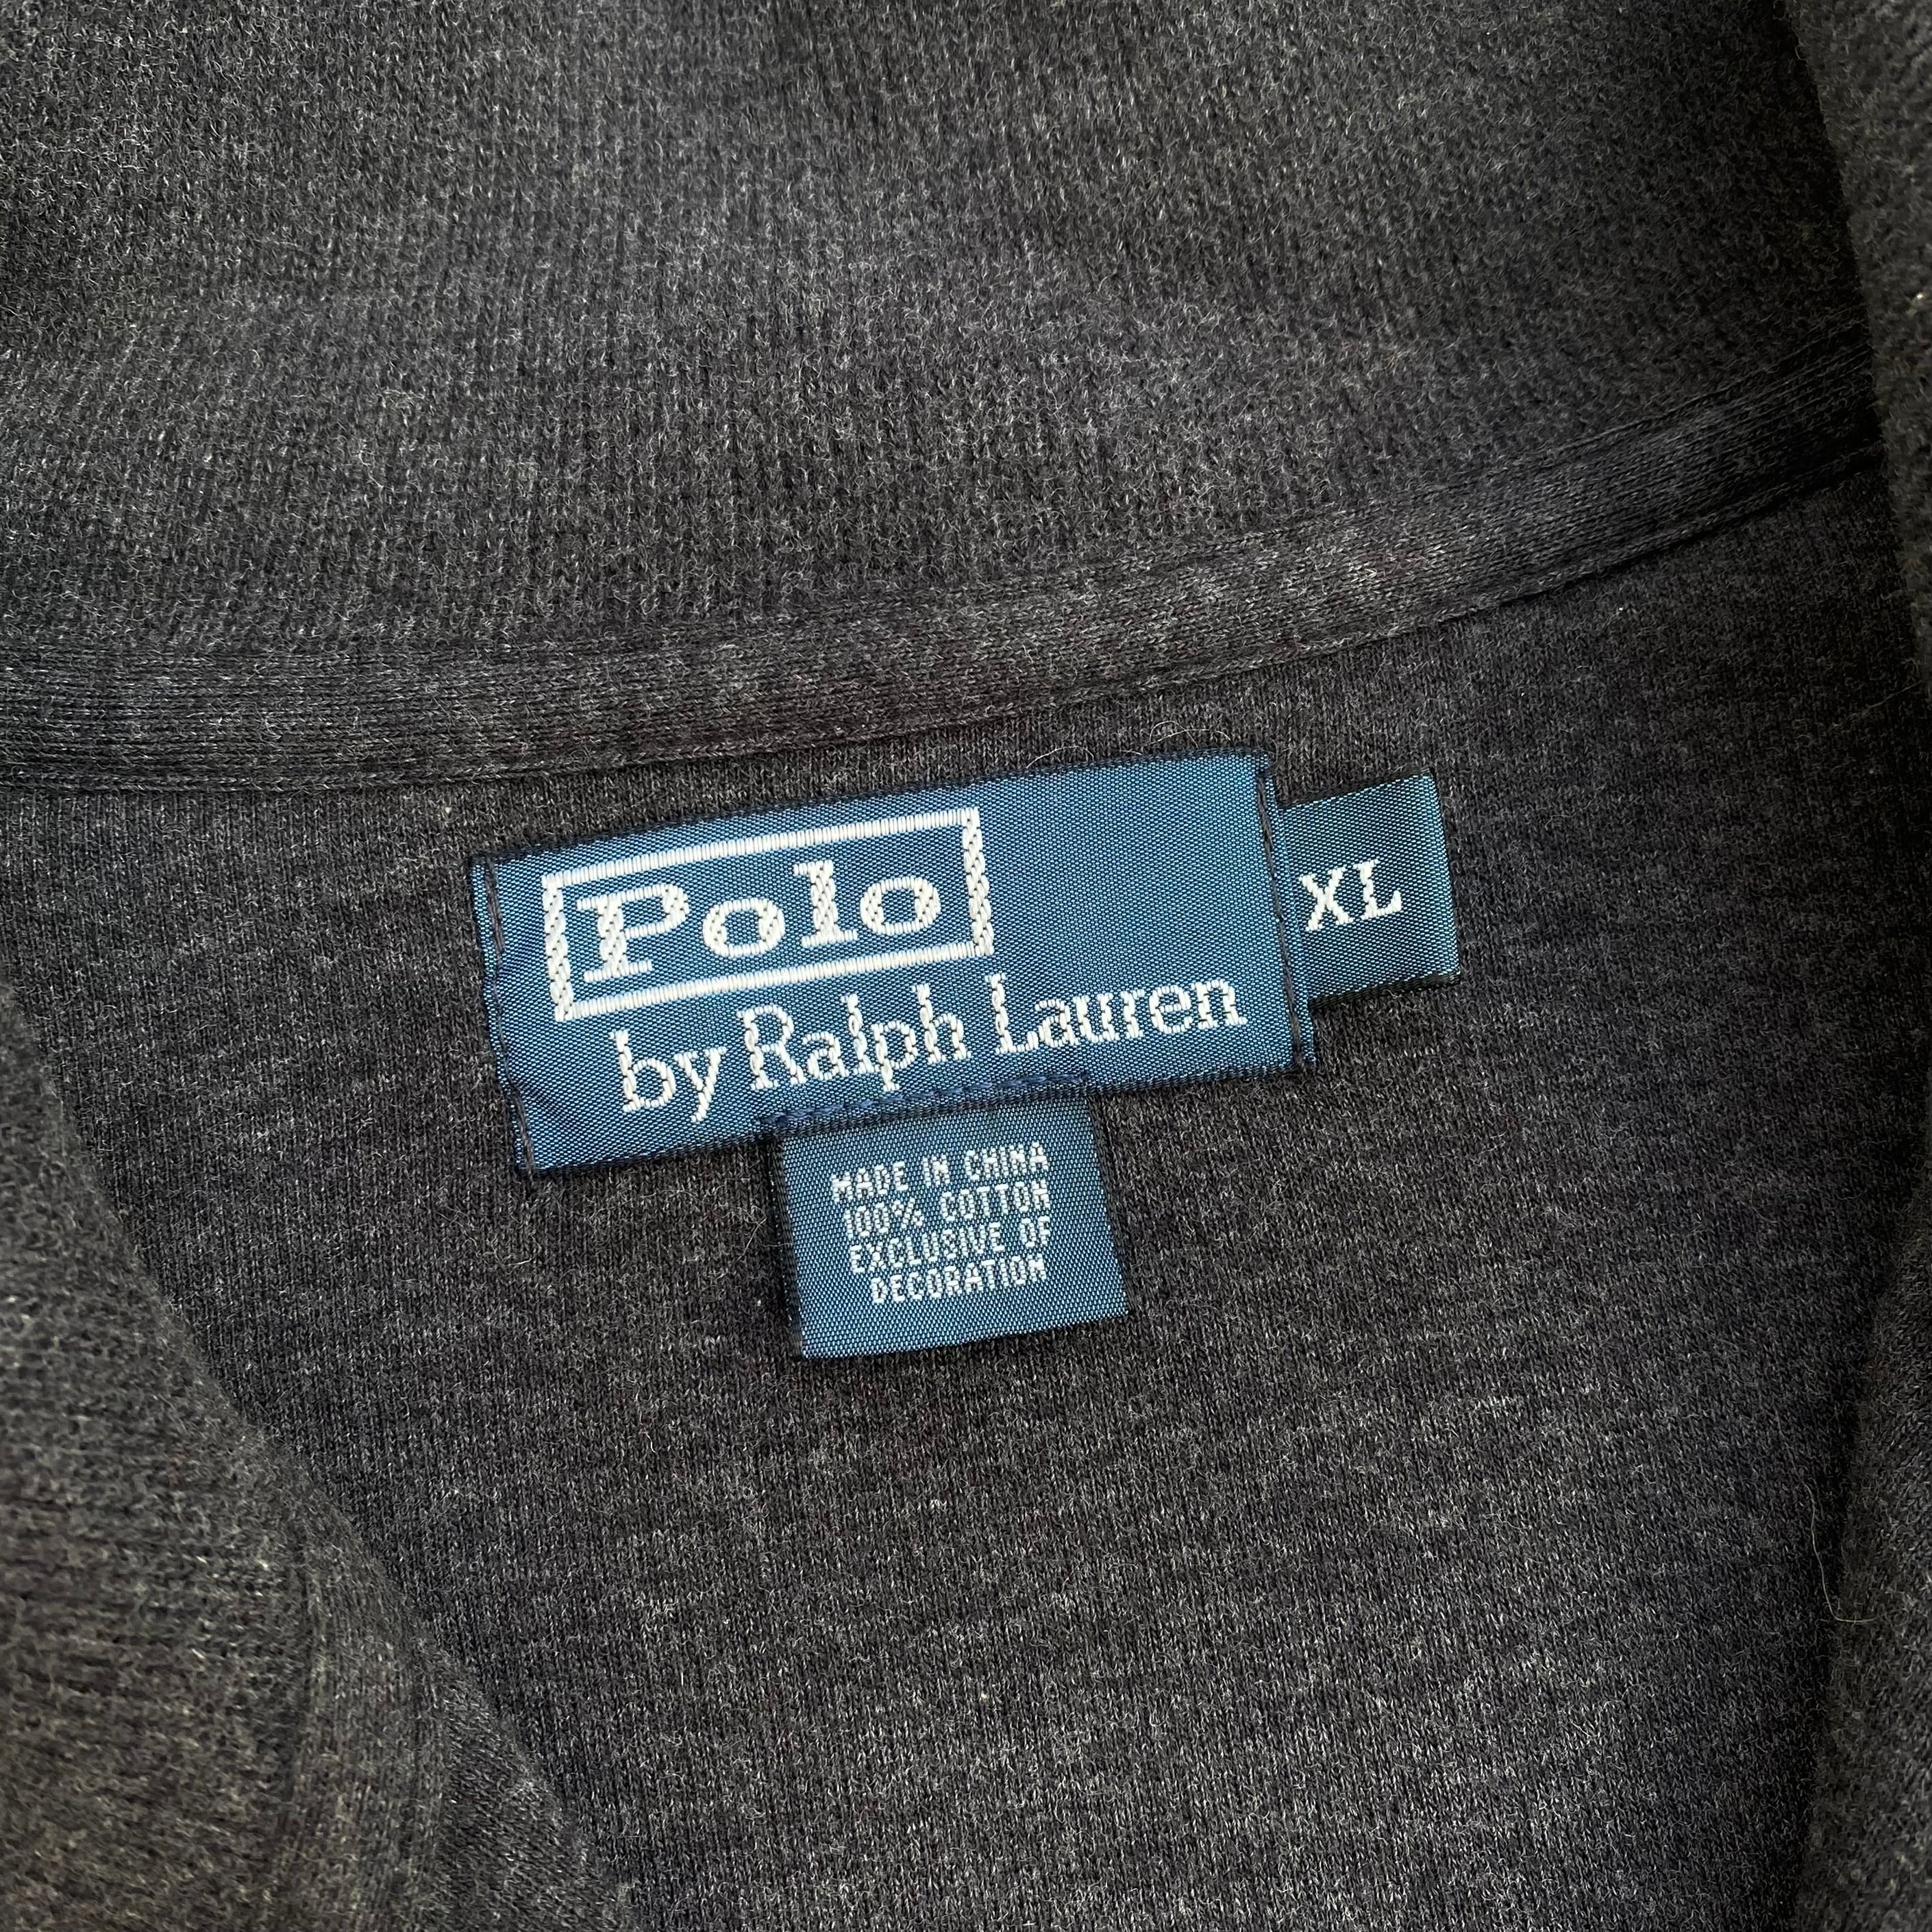 Polo
by Ralph Lauren
XL
MADE IN CHINA
100% COTTON
EXCLUSIVE OF
DECORATION